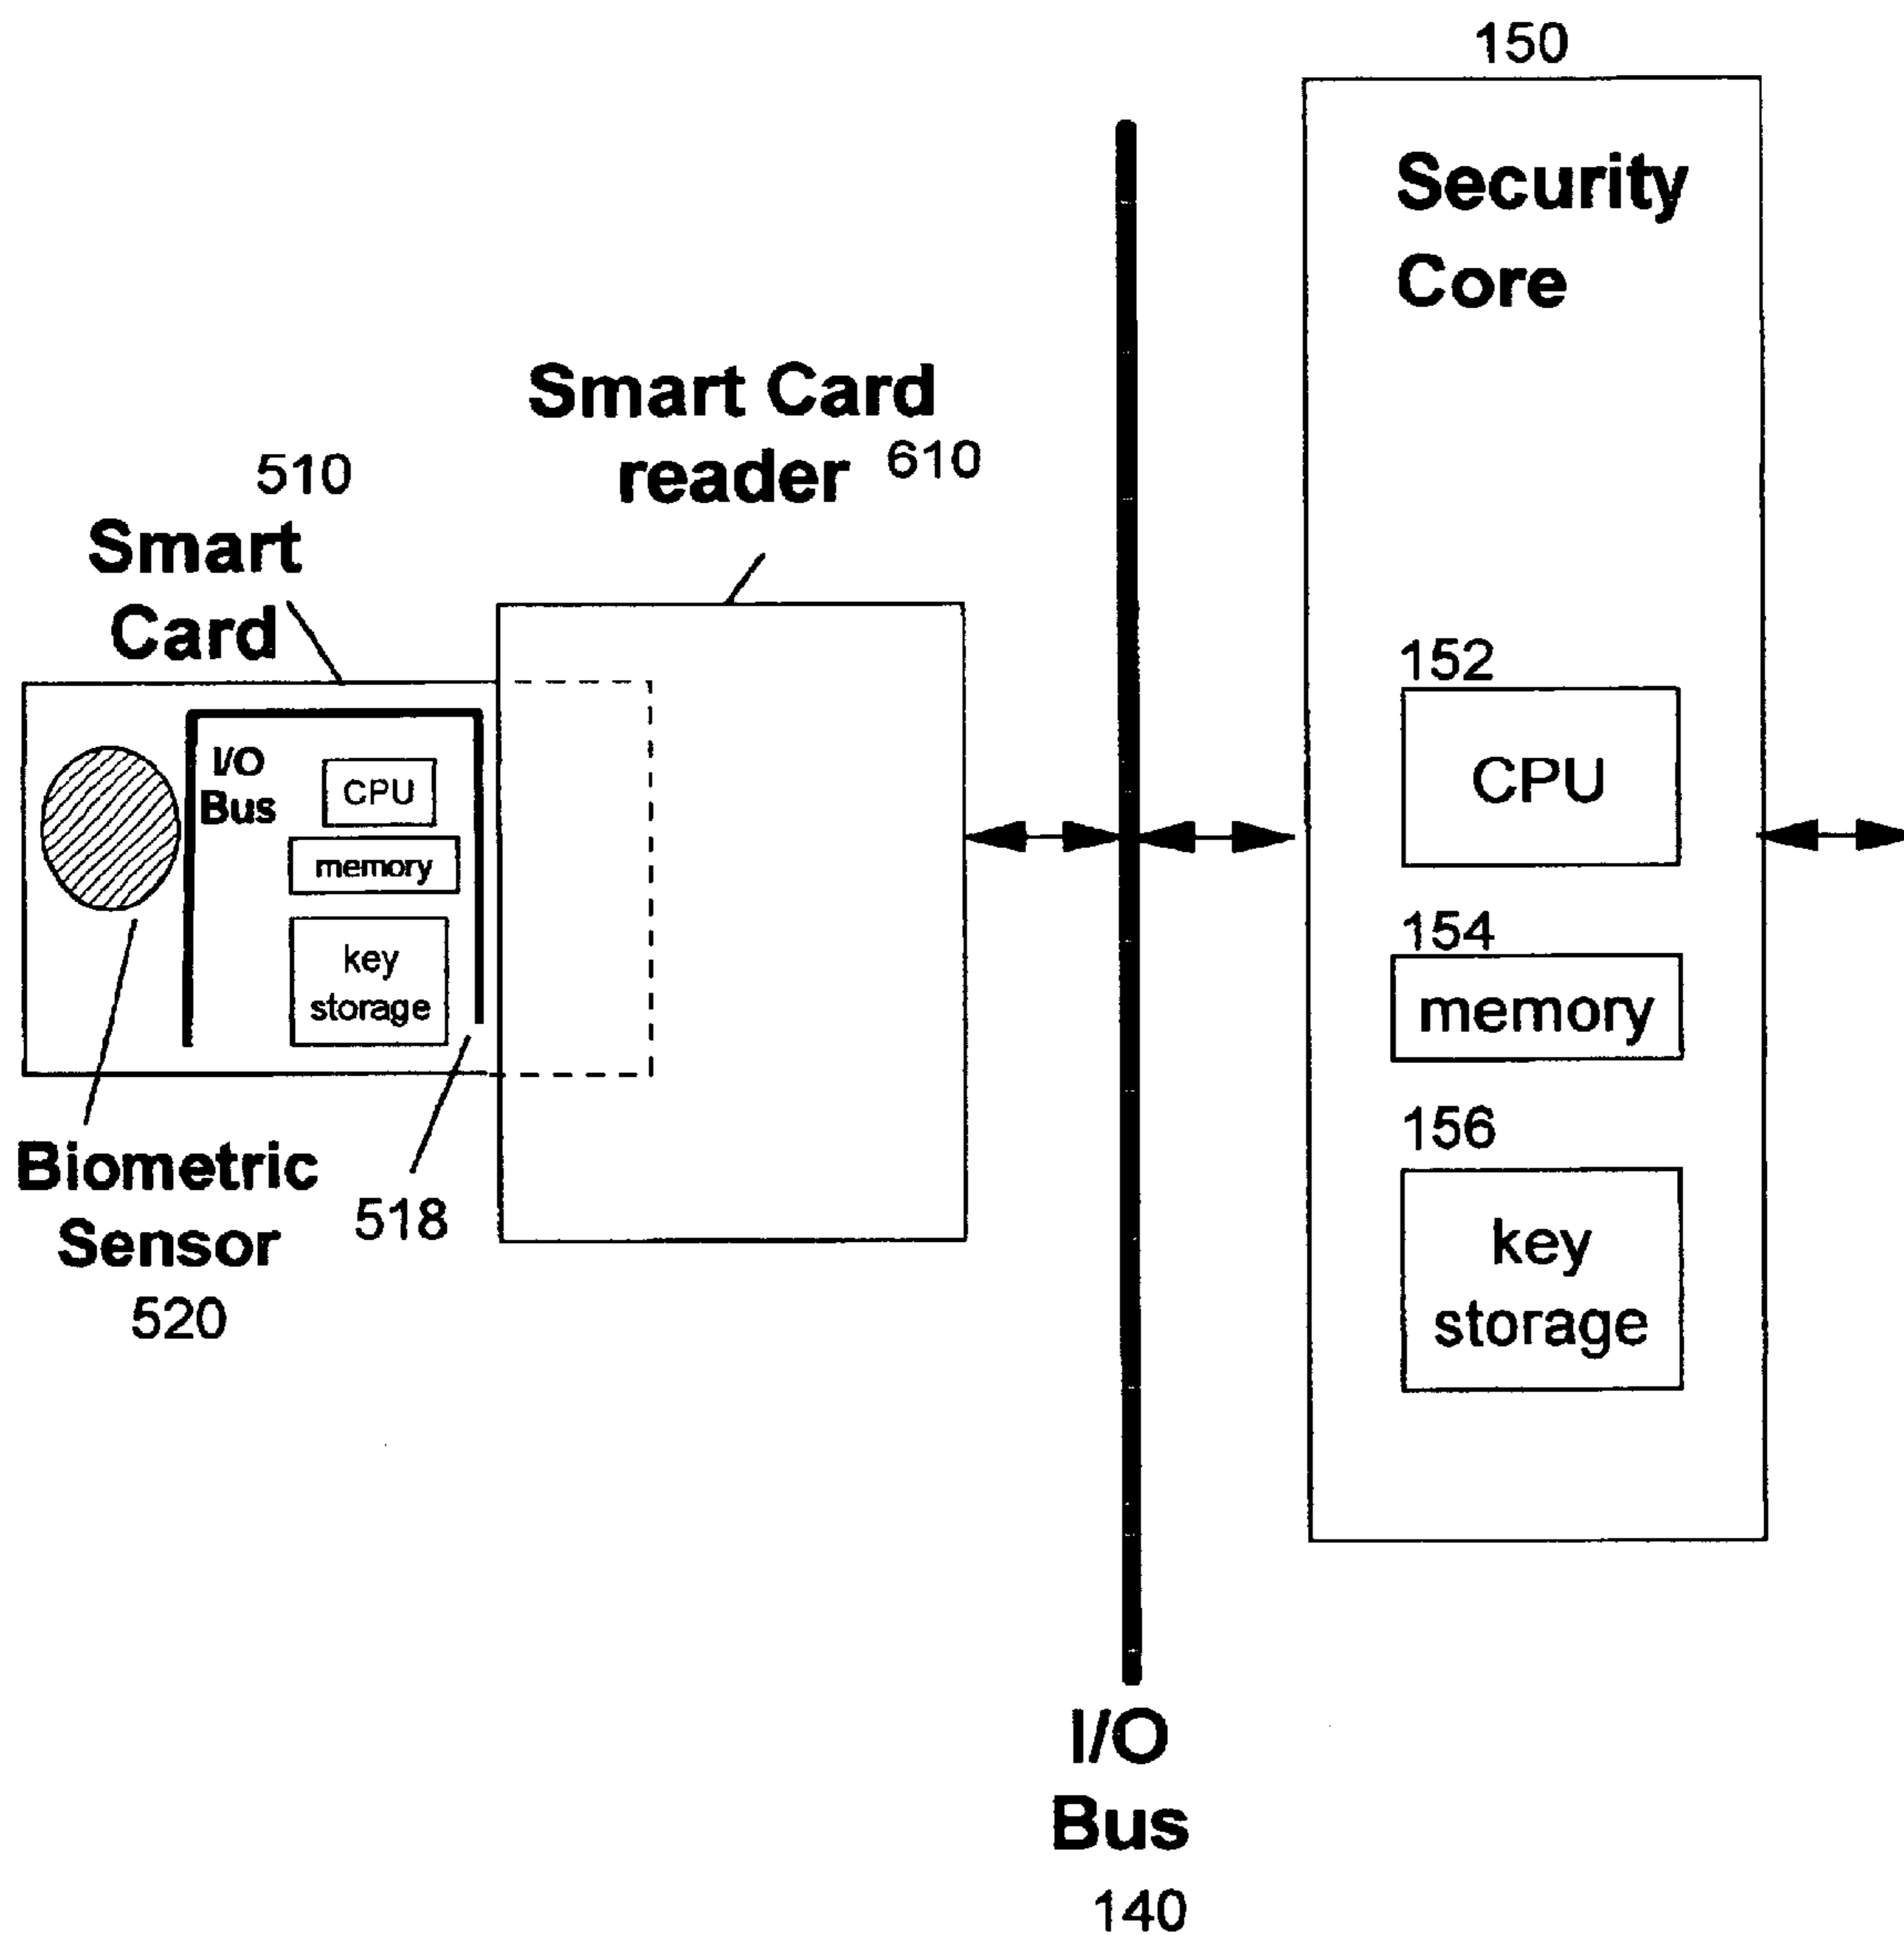 150
Security
Core
Smart Card
reader 610
510
Smart
Card
I/O
Bus
CPU
memory
key
storage
Biometric
Sensor
520
518
152
CPU
154
memory
156
key
storage
I/O
Bus
140